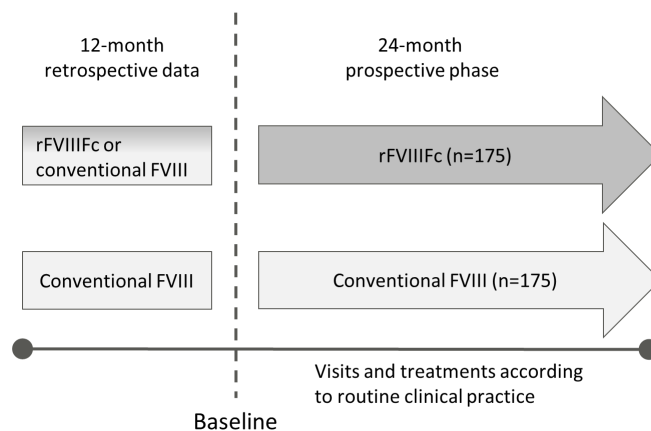 12-month
retrospective data
24-month
prospective phase
rFVIIIFc or
conventional FVIII
rFVIIIFc (n=175)
Conventional FVIII
Conventional FVIII (n=175)
Visits and treatments according
to routine clinical practice
Baseline